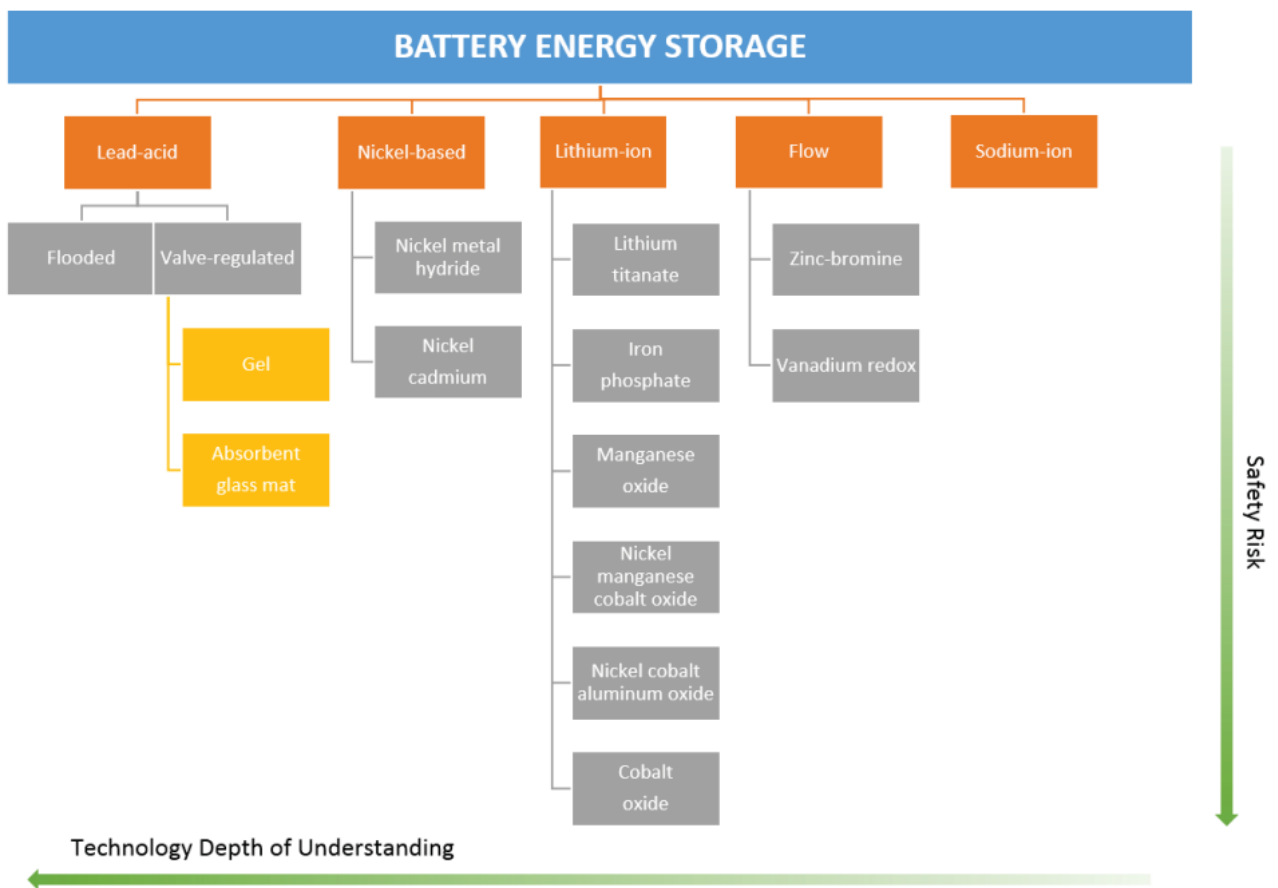 BATTERY ENERGY STORAGE
Lead-acid
Nickel-based
Lithium-ion
Flow
Sodium-ion
Flooded
Valve-regulated
Gel
Absorbent
glass mat
Nickel metal
hydride
Nickel
cadmium
Lithium
titanate
Iron
phosphate
Manganese
oxide
Nickel
manganese
cobalt oxide
Nickel cobalt
aluminum oxide
Cobalt
oxide
Zinc-bromine
Vanadium redox
Safety Risk
Technology Depth of Understanding